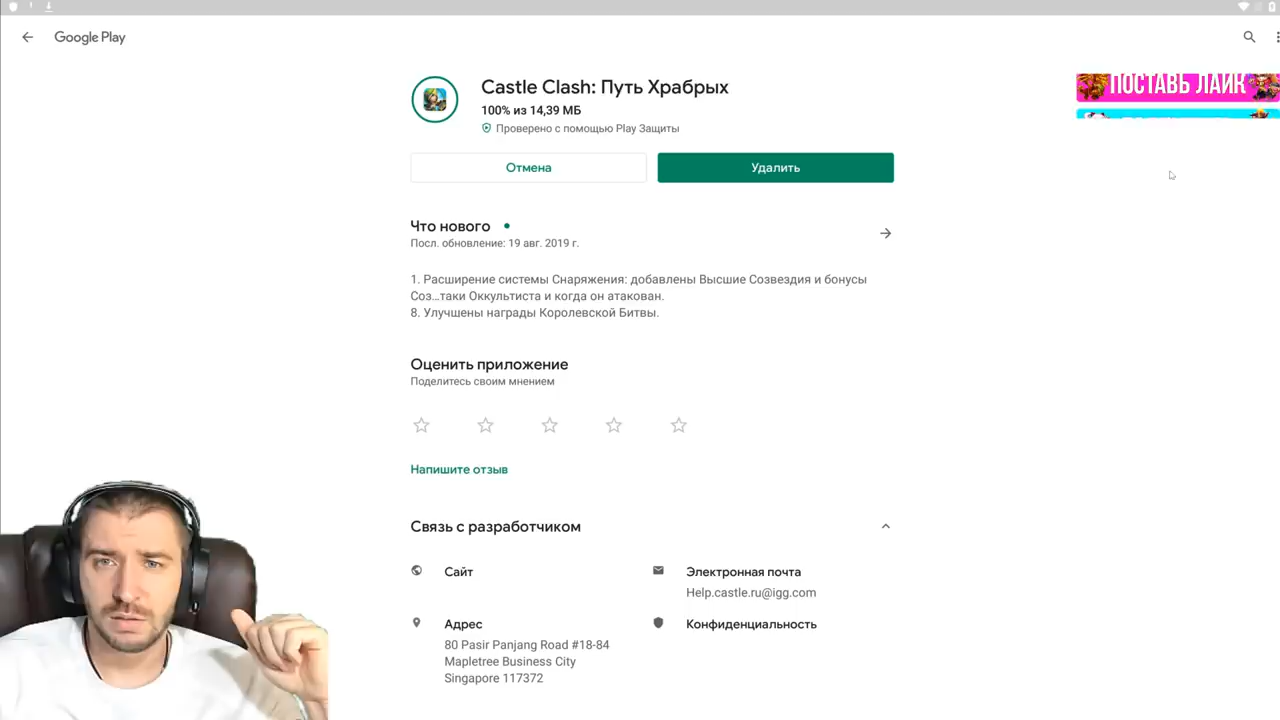 Google Play
Castle Clash: Путь Храбрых
100% из 14,39 МБ
Проверено с помощью Play Защиты
ПОСТАВЬ ЛАЙК
Отмена
Удалить
Что нового
Посл. обновление: 19 авг. 2019 г.
1. Расширение системы Снаряжения: добавлены Высшие Созвездия и бонусы
Соз...таки Оккультиста и когда он атакован.
8. Улучшены награды Королевской Битвы.
Оценить приложение
Поделитесь своим мнением
Напишите отзыв
Связь с разработчиком
Сайт
Электронная почта
Help.castle.ru@igg.com
Адрес
Конфиденциальность
80 Pasir Panjang Road #18-84
Mapletree Business City
Singapore 117372